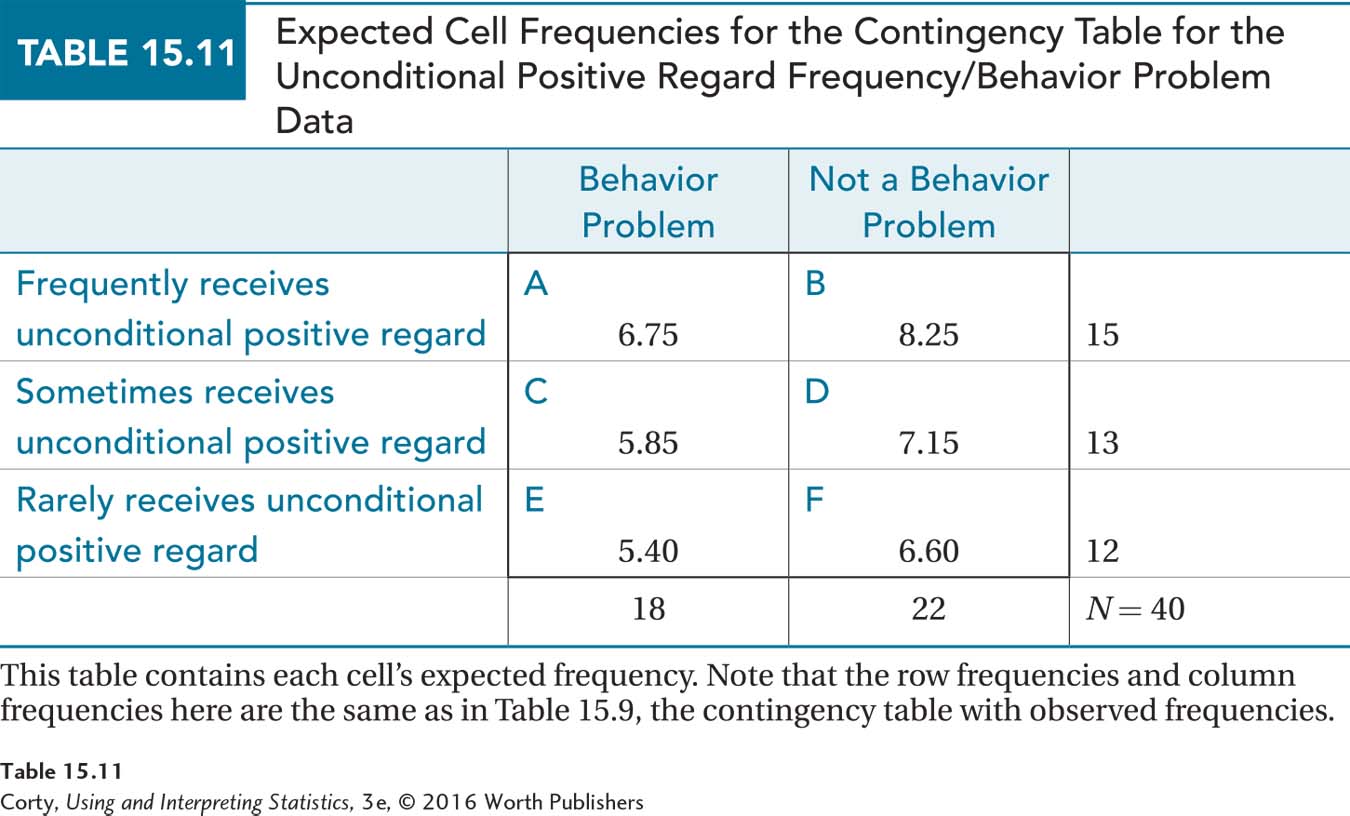 TABLE 15.11
Expected Cell Frequencies for the Contingency Table for the
Unconditional Positive Regard Frequency/Behavior Problem
Data
Behavior
Problem
Not a Behavior
Problem
Frequently receives
unconditional positive regard
A
6.75
B
8.25
15
Sometimes receives
unconditional positive regard
C
5.85
D
7.15
13
Rarely receives unconditional
positive regard
E
5.40
F
6.60
12
18
22
N = 40
This table contains each cell’s expected frequency. Note that the row frequencies and column
frequencies here are the same as in Table 15.9, the contingency table with observed frequencies.
Table 15.11
Corty, Using and Interpreting Statistics, 3e, © 2016 Worth Publishers